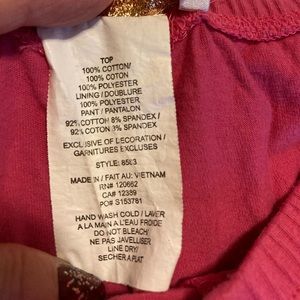 TOP
100% COTTON/
100% COTON
100% POLYESTER
LINING / DOUBLURE
100% POLYESTER
PANT / PANTALON
92% COTTON 8% SPANDEX/
92% COTON 8% SPANDEX
EXCLUSIVE OF DECORATION /
GARNITURES EXCLUSES
STYLE: 8503
MADE IN / FAIT AU: VIETNAM
RN# 120662
CA# 12389
PO# S153781
HAND WASH COLD / LAVER
A LA MAIN A L'EAU FROIDE
DO NOT BLEACH/
NE PAS JAVELLISER
LINE DRY/
SECHER A PLAT